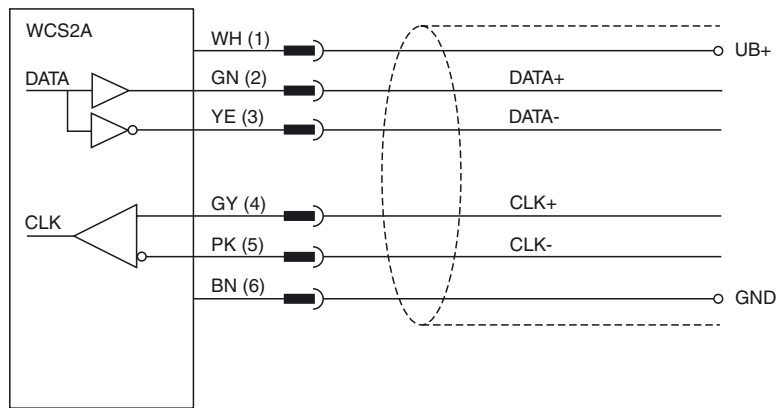 WCS2A
WH (1)
UB+
DATA
GN (2)
DATA+
YE (3)
DATA-
GY (4)
CLK+
CLK
PK (5)
CLK-
BN (6)
GND